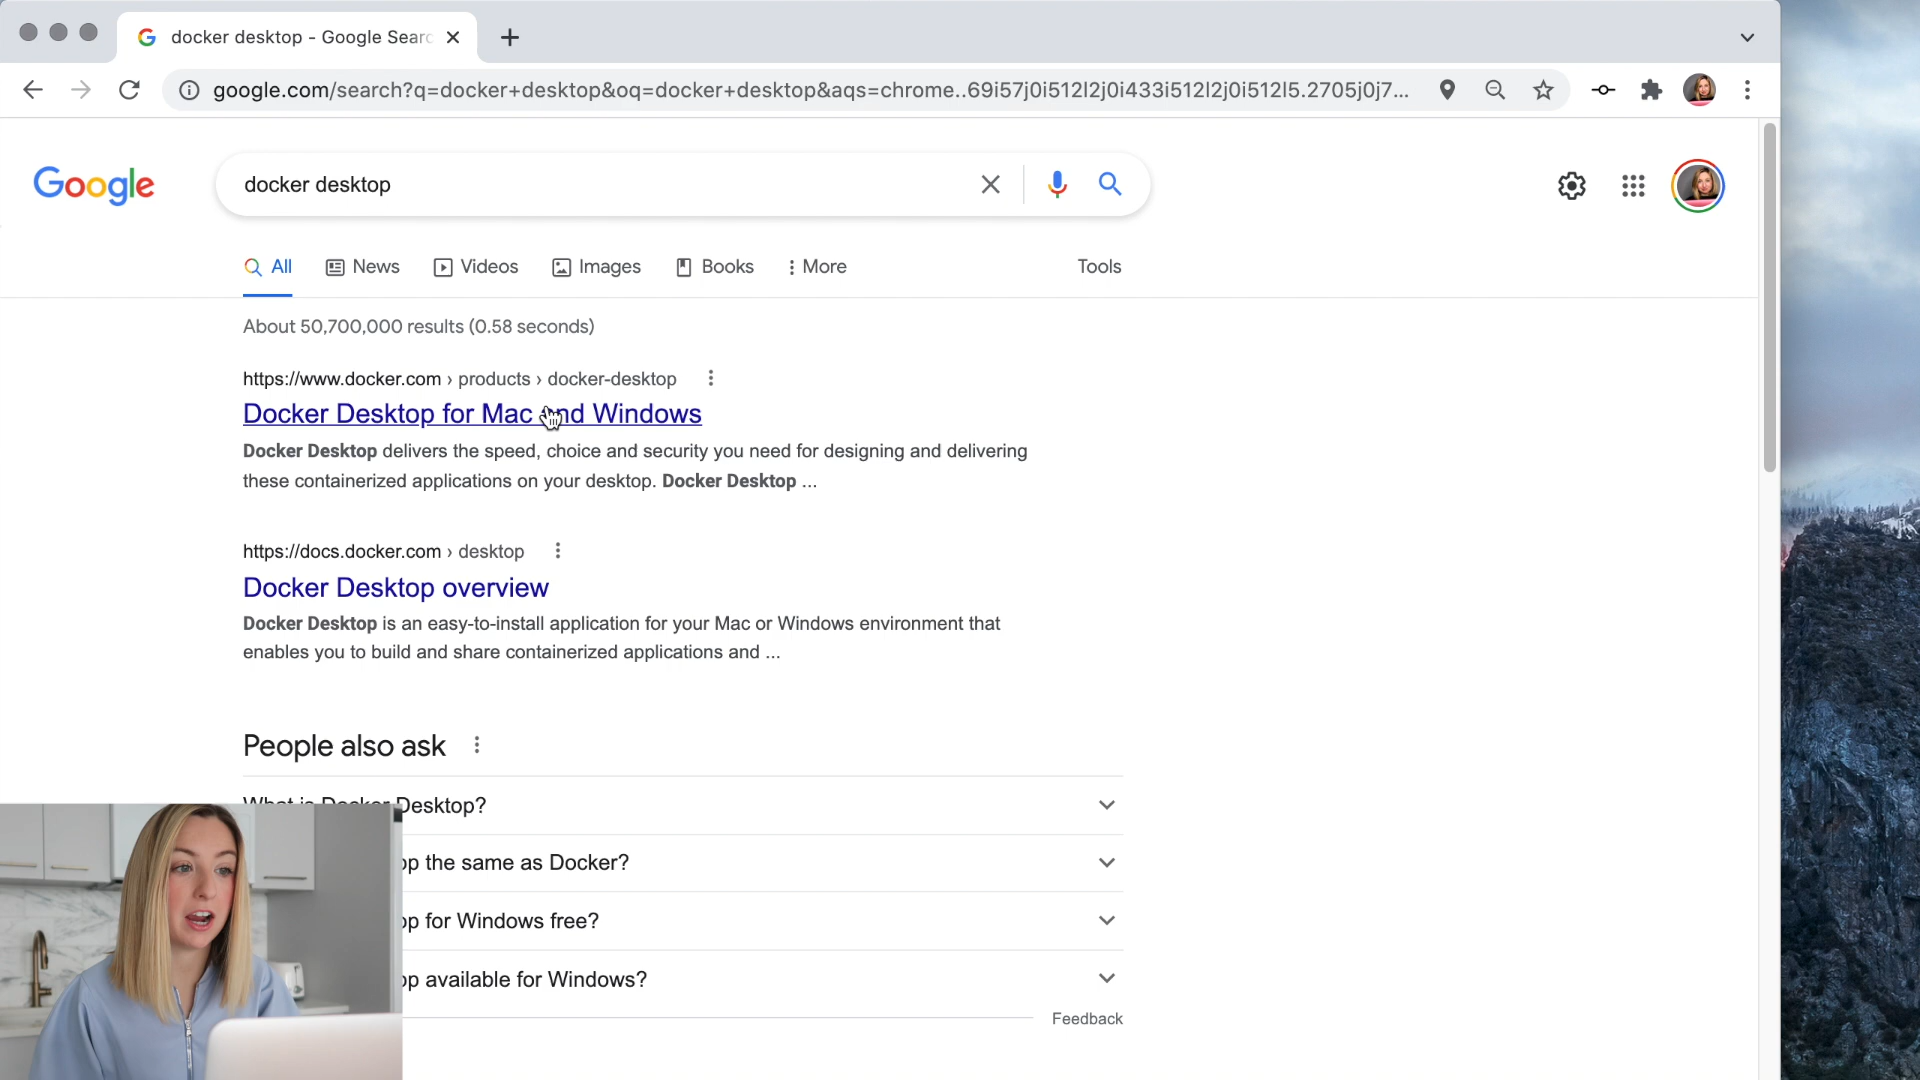 docker desktop - Google Sear
google.com/search?q=docker+desktop&oq=docker+desktop&aqs=chrome..69i57j0i512l2j0i433i512l2j0i512l5.2705j0j7...
Google
docker desktop
All
News
Videos
Images
Books
More
Tools
About 50,700,000 results (0.58 seconds)
https://www.docker.com › products › docker-desktop
Docker Desktop for Mac and Windows
Docker Desktop delivers the speed, choice and security you need for designing and delivering
these containerized applications on your desktop. Docker Desktop ...
https://docs.docker.com › desktop
Docker Desktop overview
Docker Desktop is an easy-to-install application for your Mac or Windows environment that
enables you to build and share containerized applications and ...
People also ask
What is Docker Desktop?
the same as Docker?
for Windows free?
available for Windows?
Feedback